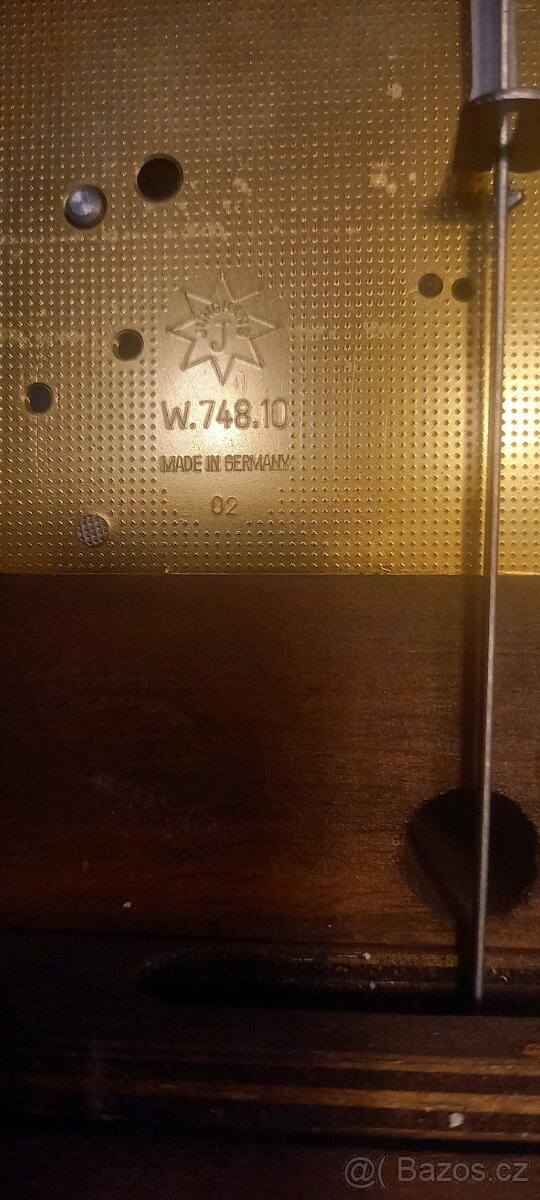 JUNGHANS
J
W.748.10
MADE IN GERMANY
02
@( Bazos.cz